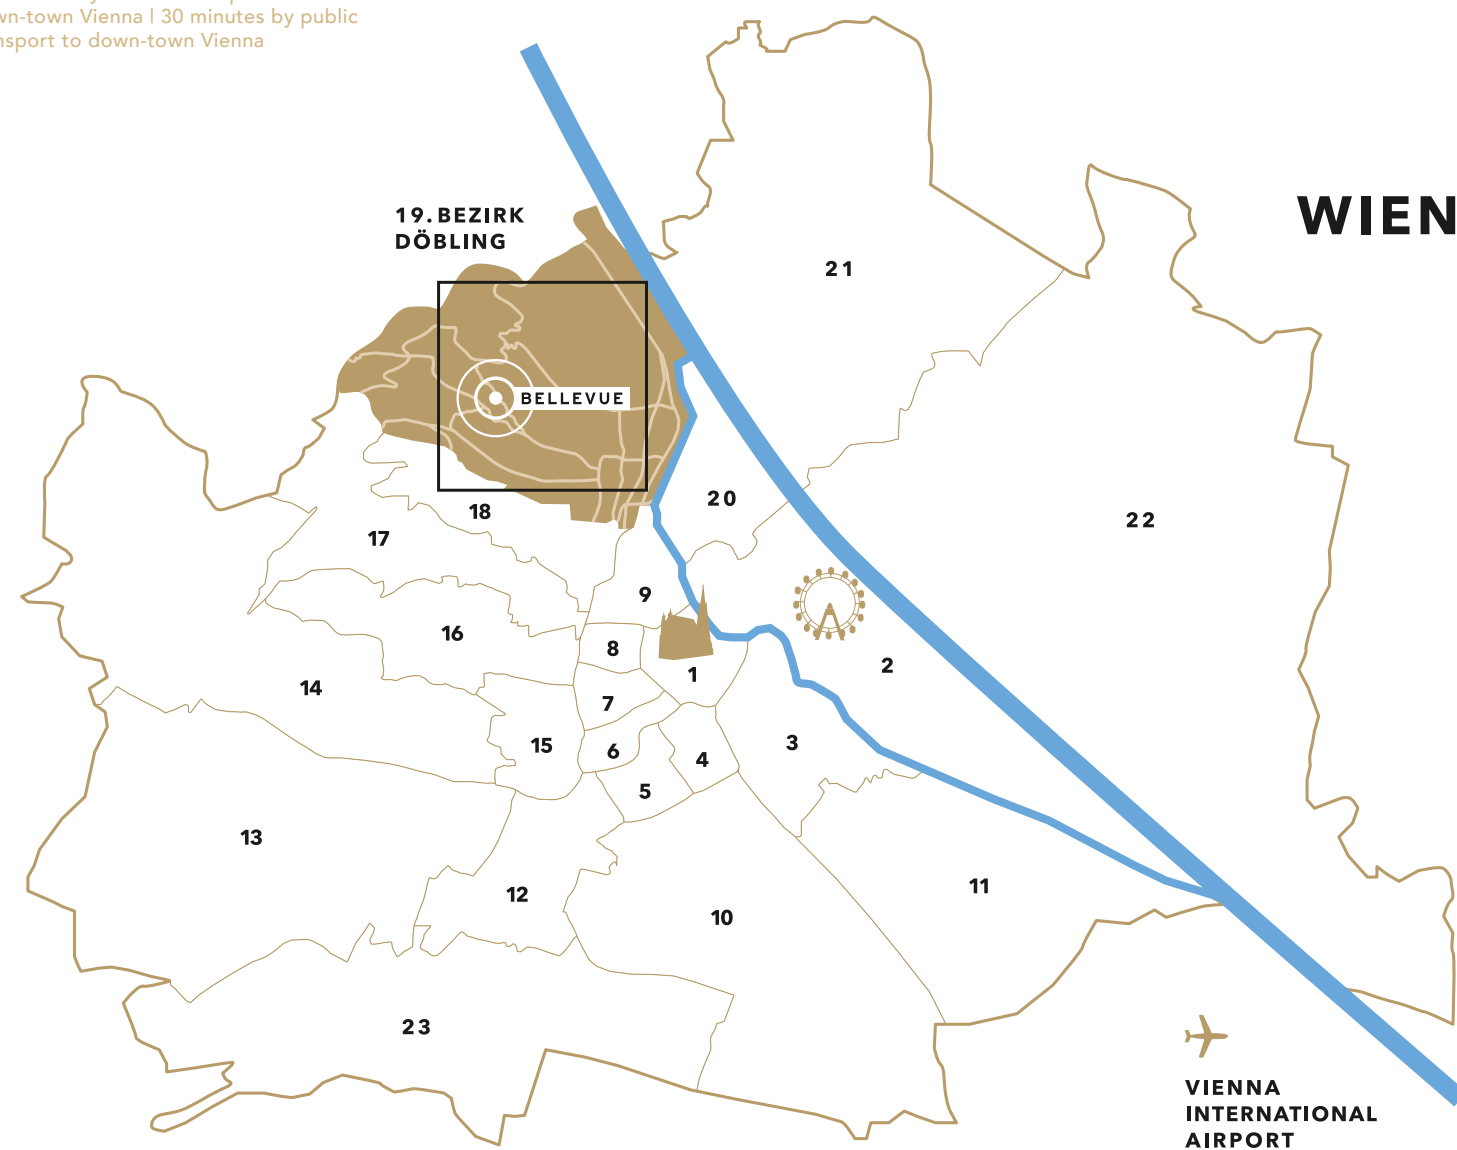 wn-town Vienna | 30 minutes by public
nsport to down-town Vienna
WIEN
19. BEZIRK
DÖBLING
21
BELLEVUE
20
22
18
17
9
16
8
1
2
14
7
15
6
4
3
5
13
12
11
10
23
VIENNA
INTERNATIONAL
AIRPORT